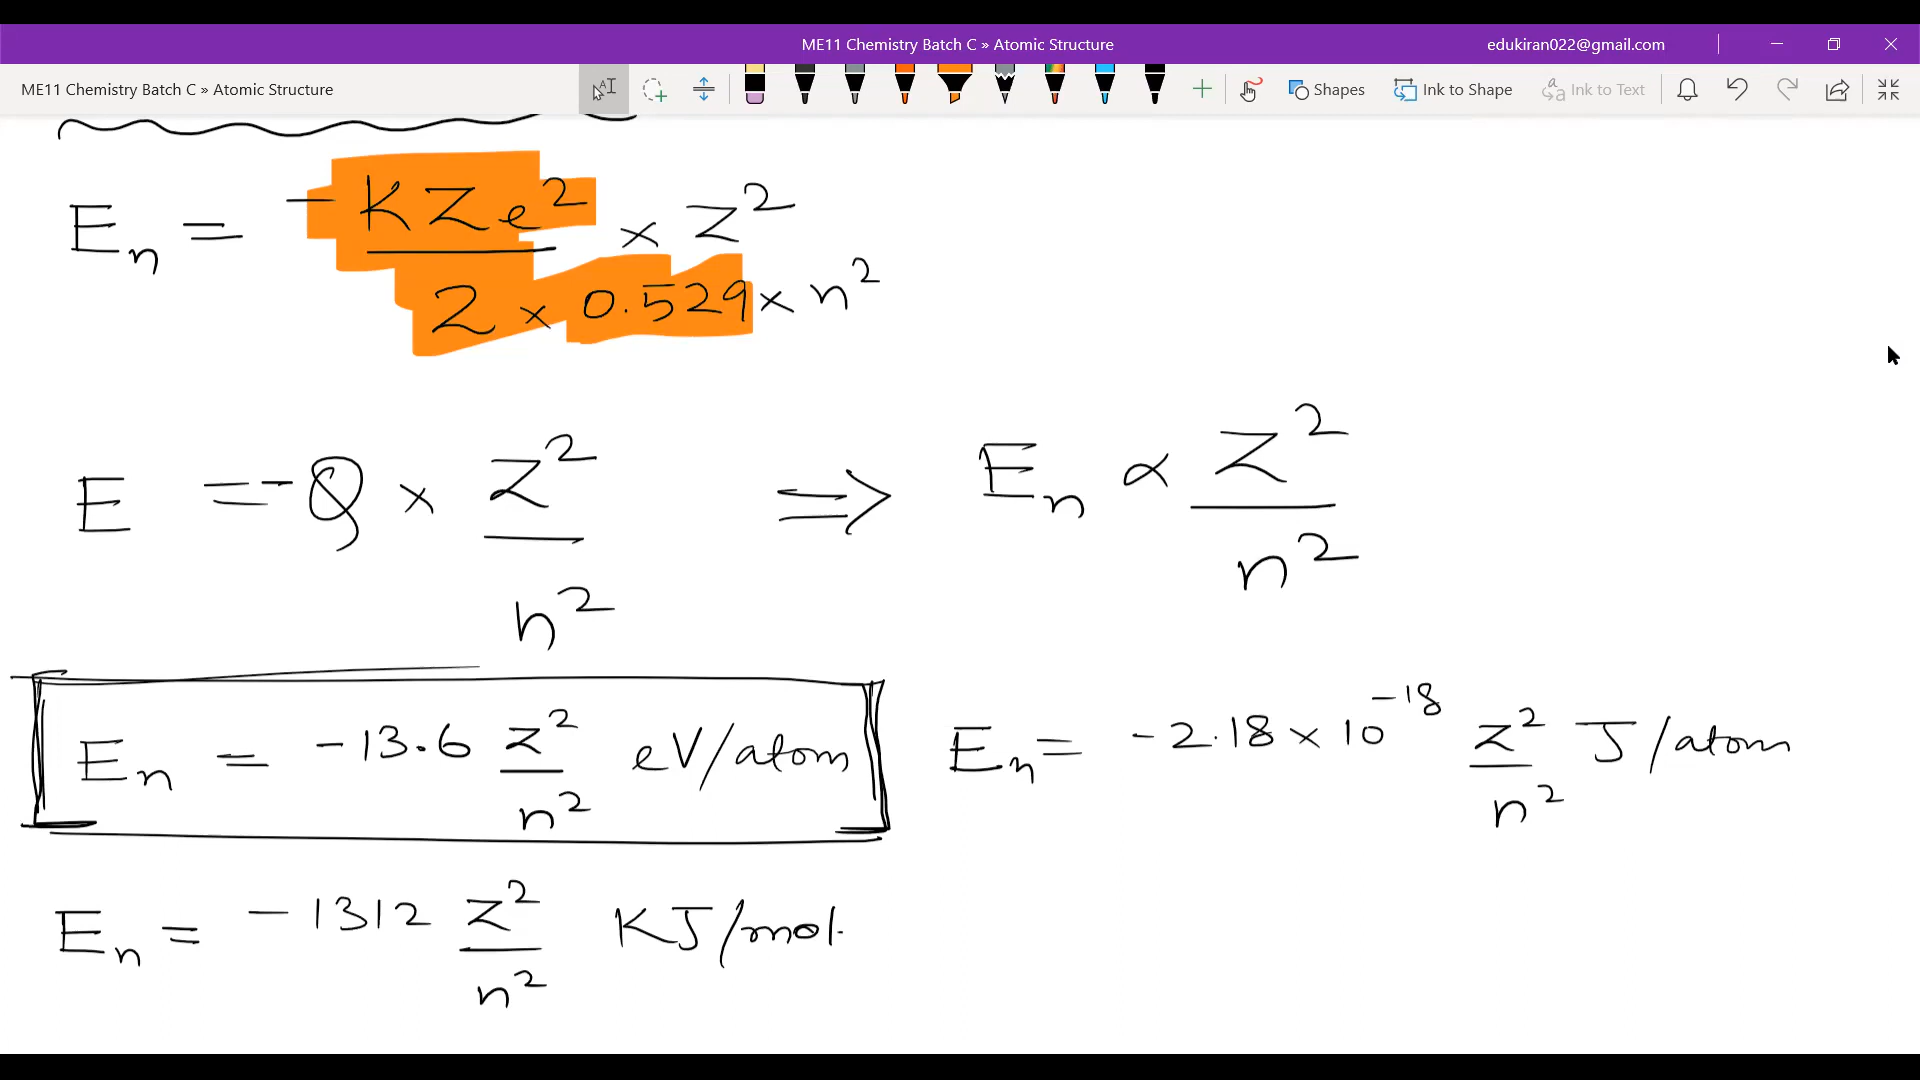 ME11 Chemistry Batch C » Atomic Structure
edukiran022@gmail.com
ME11 Chemistry Batch C » Atomic Structure
Shapes
Ink to Shape
Ink to Text
Eₙ = -KZe²/(2 × 0.529 × n²) × Z²
E = -Q × Z²/n² ⇒ Eₙ ∝ Z²/n²
Eₙ = -13.6 Z²/n² eV/atom
Eₙ = -2.18 × 10⁻¹⁸ Z²/n² J/atom
Eₙ = -1312 Z²/n² KJ/mol.